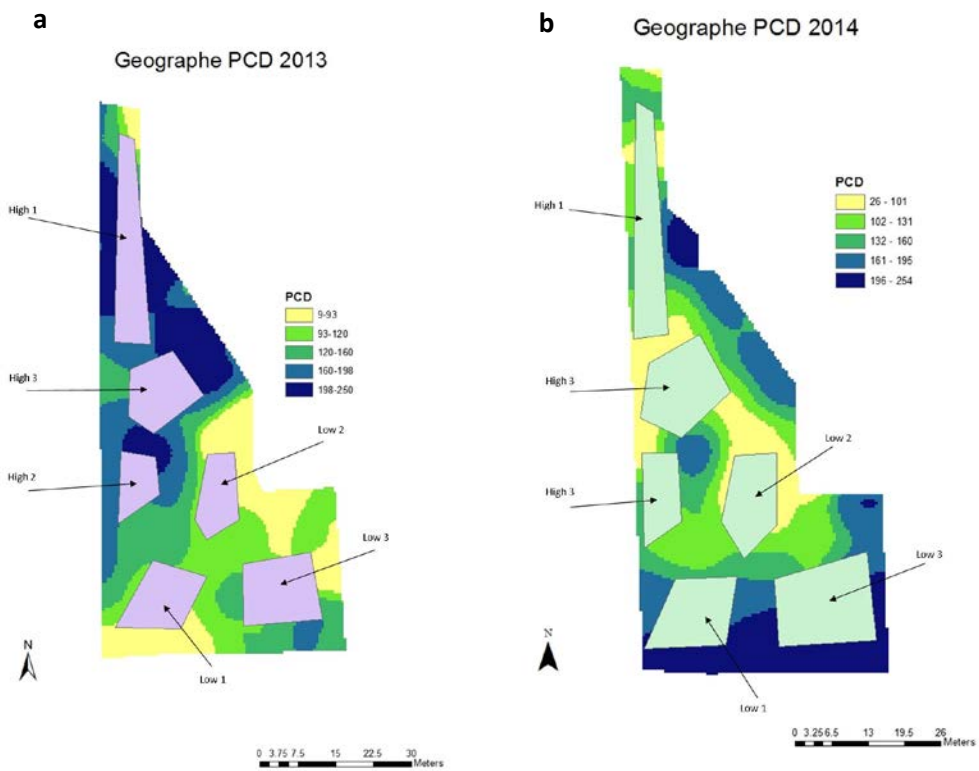 a
Geographe PCD 2013
High 1
PCD
9-93
93-120
120-160
160-198
198-250
High 3
Low 2
High 2
Low 3
Low 1
N
0 3.75 7.5 15 22.5 30
Meters
b
Geographe PCD 2014
PCD
26 - 101
102 - 131
132 - 160
161 - 195
196 - 254
High 1
High 3
Low 2
High 3
Low 3
Low 1
N
0 3.25 6.5 13 19.5 26
Meters